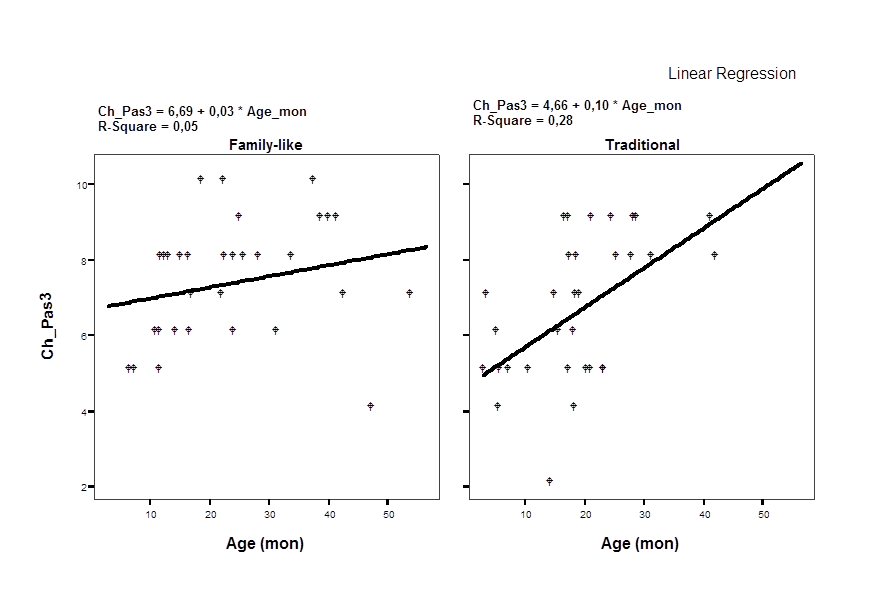 Linear Regression
Ch_Pas3 = 6,69 + 0,03 * Age_mon
R-Square = 0,05
Ch_Pas3 = 4,66 + 0,10 * Age_mon
R-Square = 0,28
Family-like
Traditional
10
8
6
4
2
Ch_Pas3
10 20 30 40 50
10 20 30 40 50
Age (mon)
Age (mon)